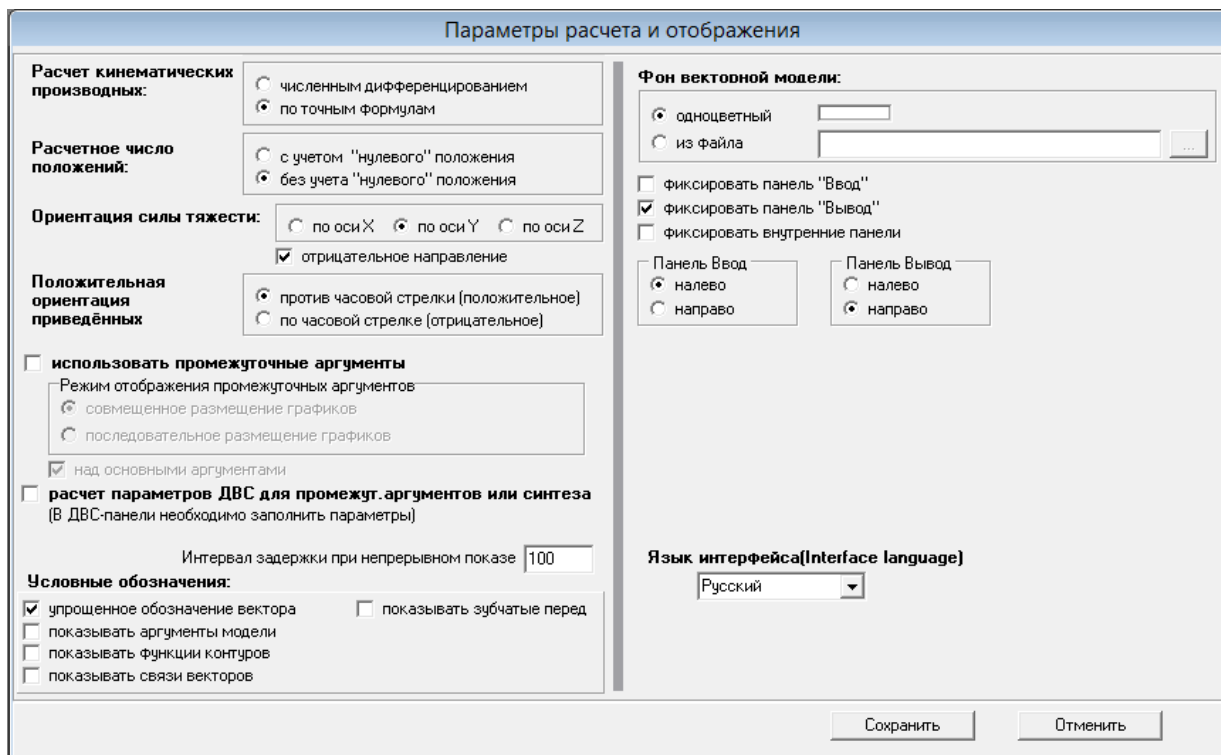 Параметры расчета и отображения
Расчет кинематических
производных:
численным дифференцированием
по точным формулам
Расчетное число
положений:
с учетом "нулевого" положения
без учета "нулевого" положения
Ориентация силы тяжести:
по оси X по оси Y по оси Z
отрицательное направление
Положительная
ориентация
приведённых
против часовой стрелки (положительное)
по часовой стрелке (отрицательное)
использовать промежуточные аргументы
Режим отображения промежуточных аргументов
совмещенное размещение графиков
последовательное размещение графиков
над основными аргументами
расчет параметров ДВС для промежут.аргументов или синтеза
(В ДВС-панели необходимо заполнить параметры)
Интервал задержки при непрерывном показе 100
Условные обозначения:
упрощенное обозначение вектора показывать зубчатые перед
показывать аргументы модели
показывать функции контуров
показывать связи векторов
Фон векторной модели:
одноцветный
из файла ...
фиксировать панель "Ввод"
фиксировать панель "Вывод"
фиксировать внутренние панели
Панель Ввод Панель Вывод
налево налево
направо направо
Язык интерфейса(Interface language)
Русский
Сохранить Отменить